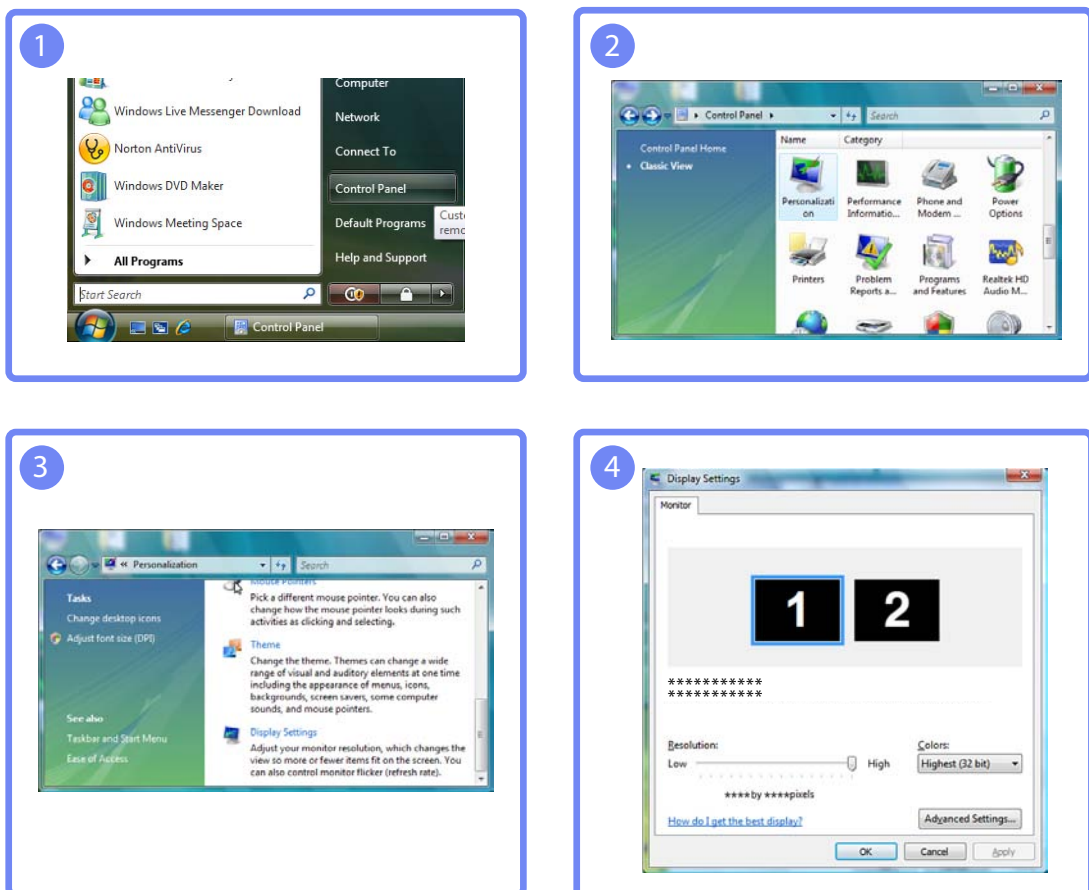 1
Computer
Windows Live Messenger Download
Network
Norton AntiVirus
Connect To
Windows DVD Maker
Control Panel
Windows Meeting Space
Default Programs
Cust
remo
All Programs
Help and Support
Start Search
Control Panel
2
Control Panel
Search
Control Panel Home
Classic View
Name Category
Personalizati
on
Performance
Informatio...
Phone and
Modem ...
Power
Options
Printers
Problem
Reports a...
Programs
and Features
Realtek HD
Audio M...
3
« Personalization
Search
Tasks
Change desktop icons
Adjust font size (DPI)
See also
Taskbar and Start Menu
Ease of Access
Mouse Pointers
Pick a different mouse pointer. You can also
change how the mouse pointer looks during such
activities as clicking and selecting.
Theme
Change the theme. Themes can change a wide
range of visual and auditory elements at one time
including the appearance of menus, icons,
backgrounds, screen savers, some computer
sounds, and mouse pointers.
Display Settings
Adjust your monitor resolution, which changes the
view so more or fewer items fit on the screen. You
can also control monitor flicker (refresh rate).
4
Display Settings
Monitor
1 2
***********
***********
Resolution:
Low High
****by ****pixels
Colors:
Highest (32 bit)
How do I get the best display?
Advanced Settings...
OK Cancel Apply